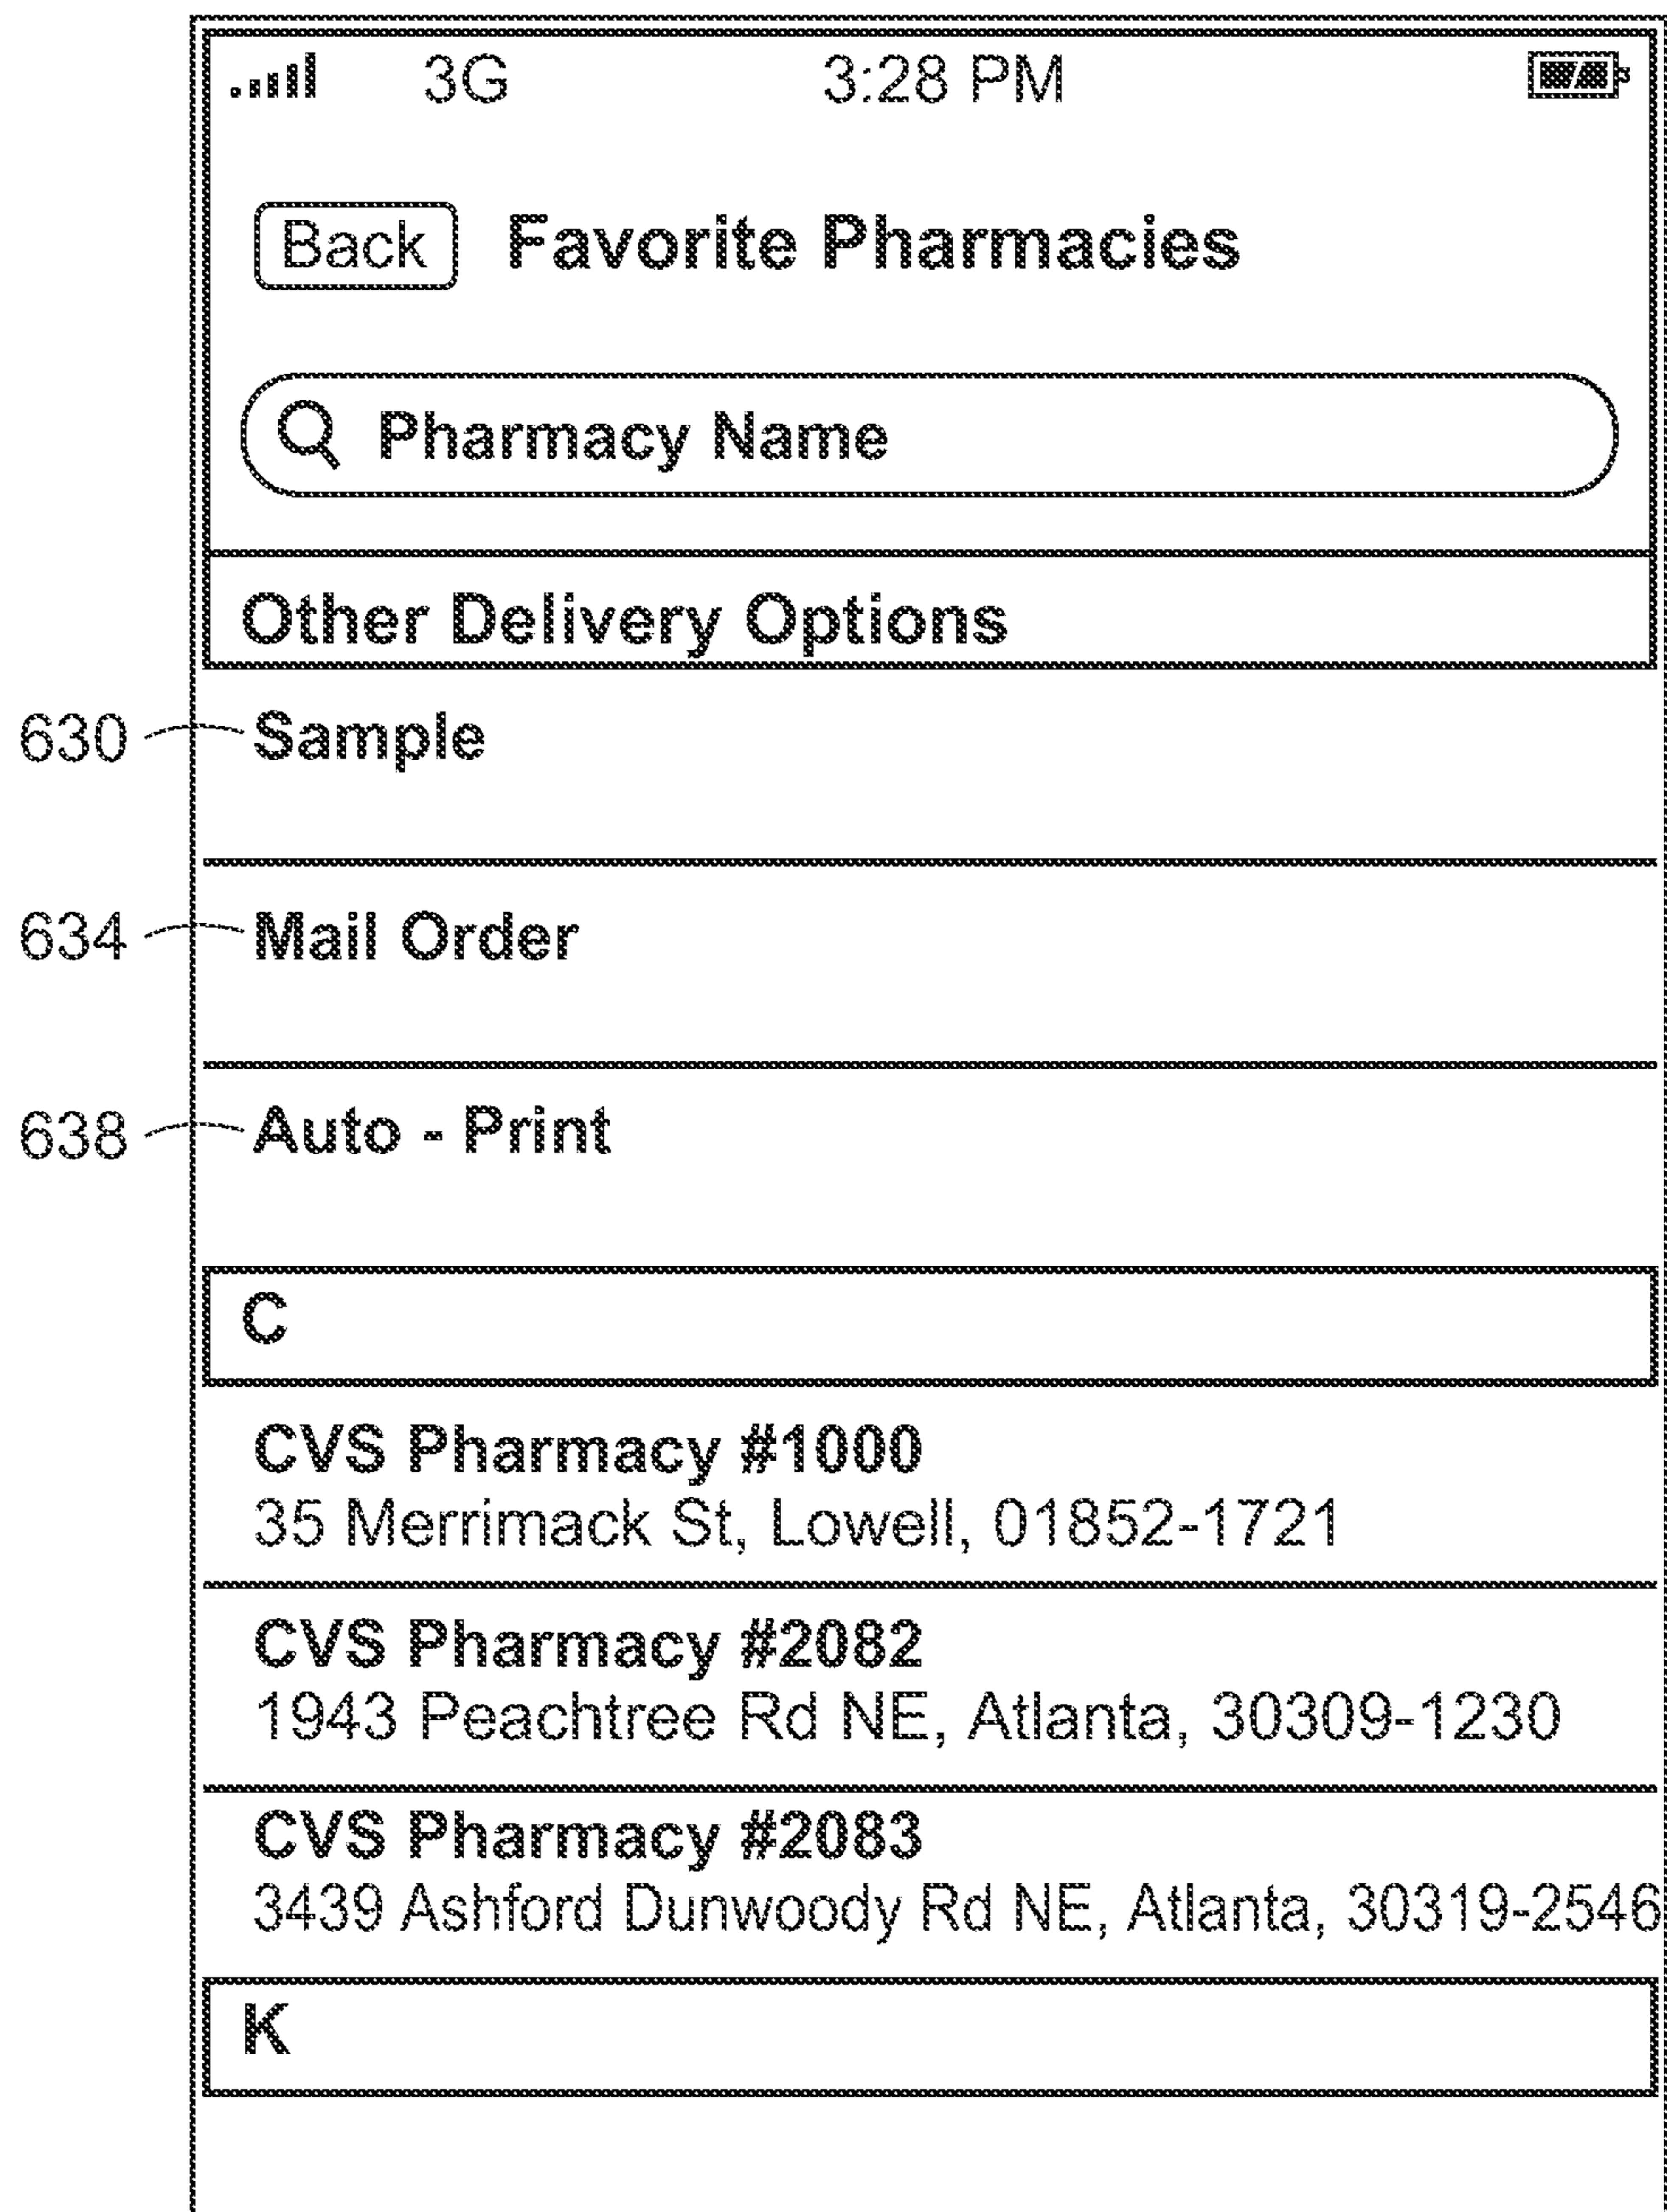 3G 3:28 PM
Back Favorite Pharmacies
Pharmacy Name
Other Delivery Options
630 Sample
634 Mail Order
638 Auto - Print
C
CVS Pharmacy #1000
35 Merrimack St, Lowell, 01852-1721
CVS Pharmacy #2082
1943 Peachtree Rd NE, Atlanta, 30309-1230
CVS Pharmacy #2083
3439 Ashford Dunwoody Rd NE, Atlanta, 30319-2546
K